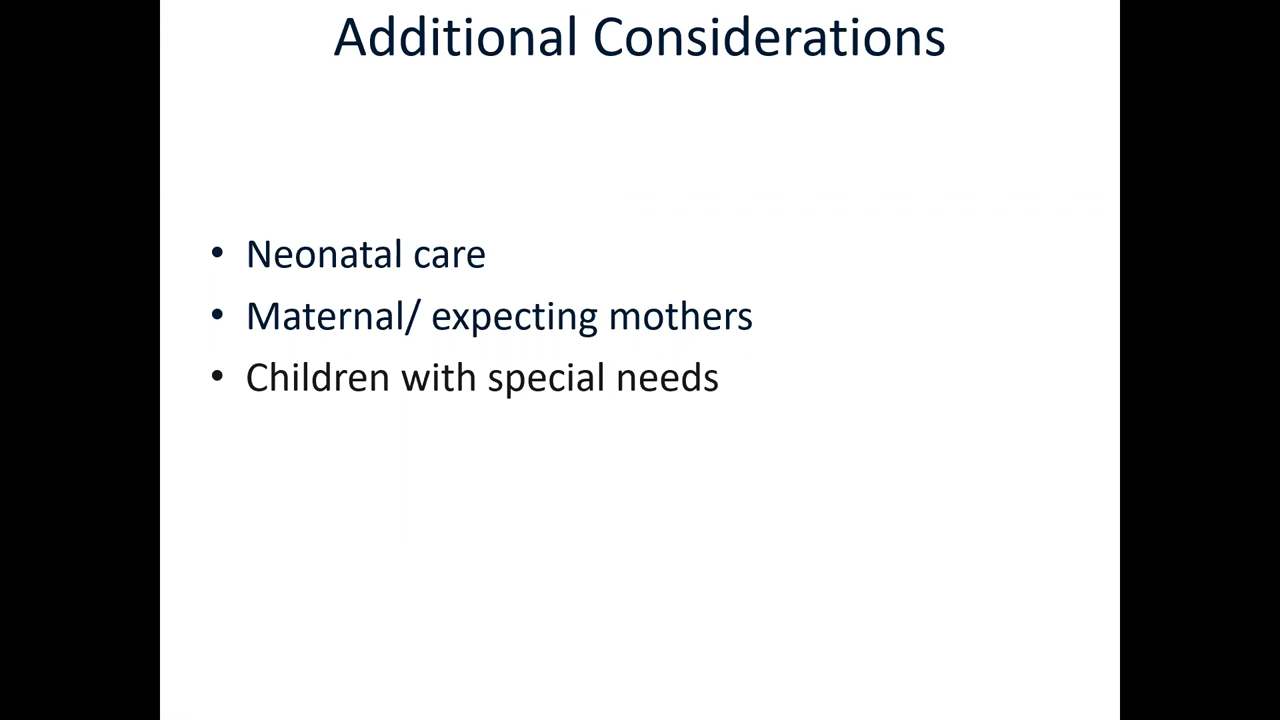 Additional Considerations
• Neonatal care
• Maternal/ expecting mothers
• Children with special needs